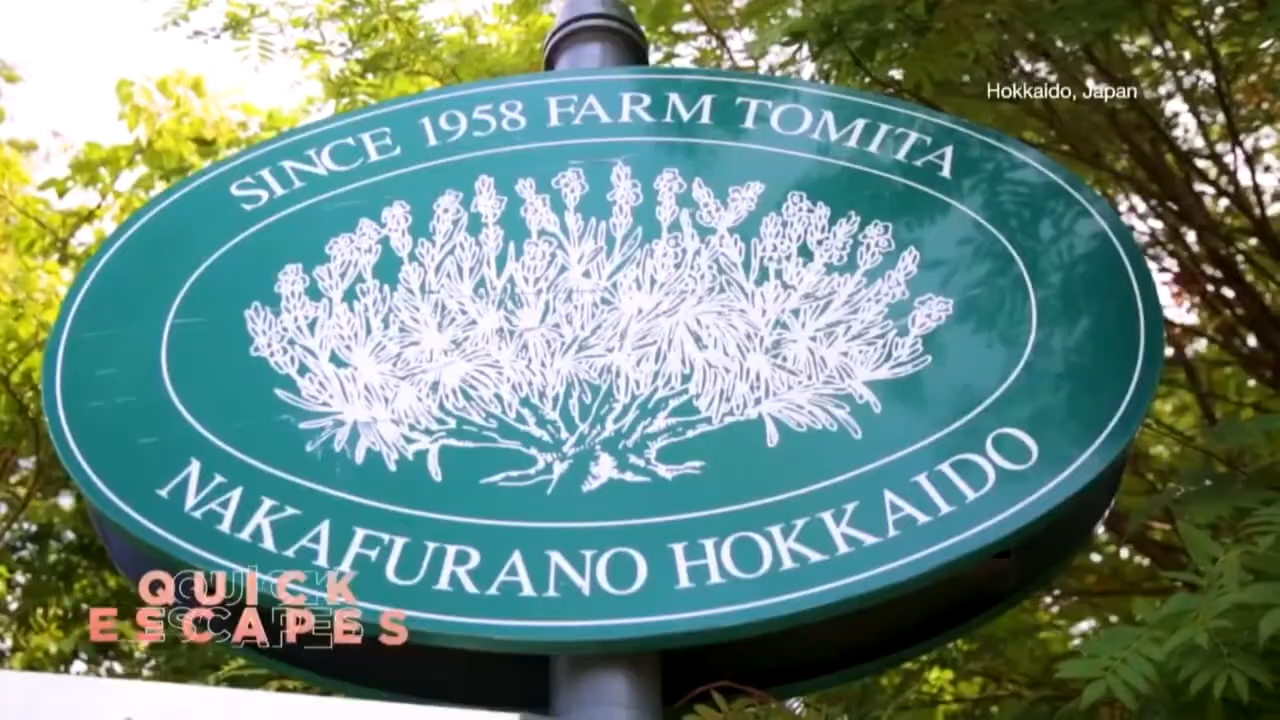 Hokkaido, Japan
SINCE 1958 FARM TOMITA
NAKAFURANO HOKKAIDO
QUICK
ESCAPES